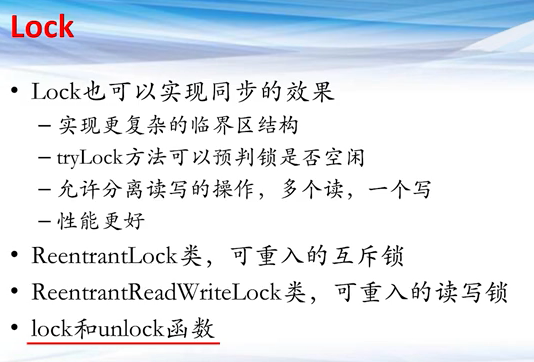 Lock
• Lock也可以实现同步的效果
– 实现更复杂的临界区结构
– tryLock方法可以预判锁是否空闲
– 允许分离读写的操作，多个读，一个写
– 性能更好
• ReentrantLock类，可重入的互斥锁
• ReentrantReadWriteLock类，可重入的读写锁
• lock和unlock函数